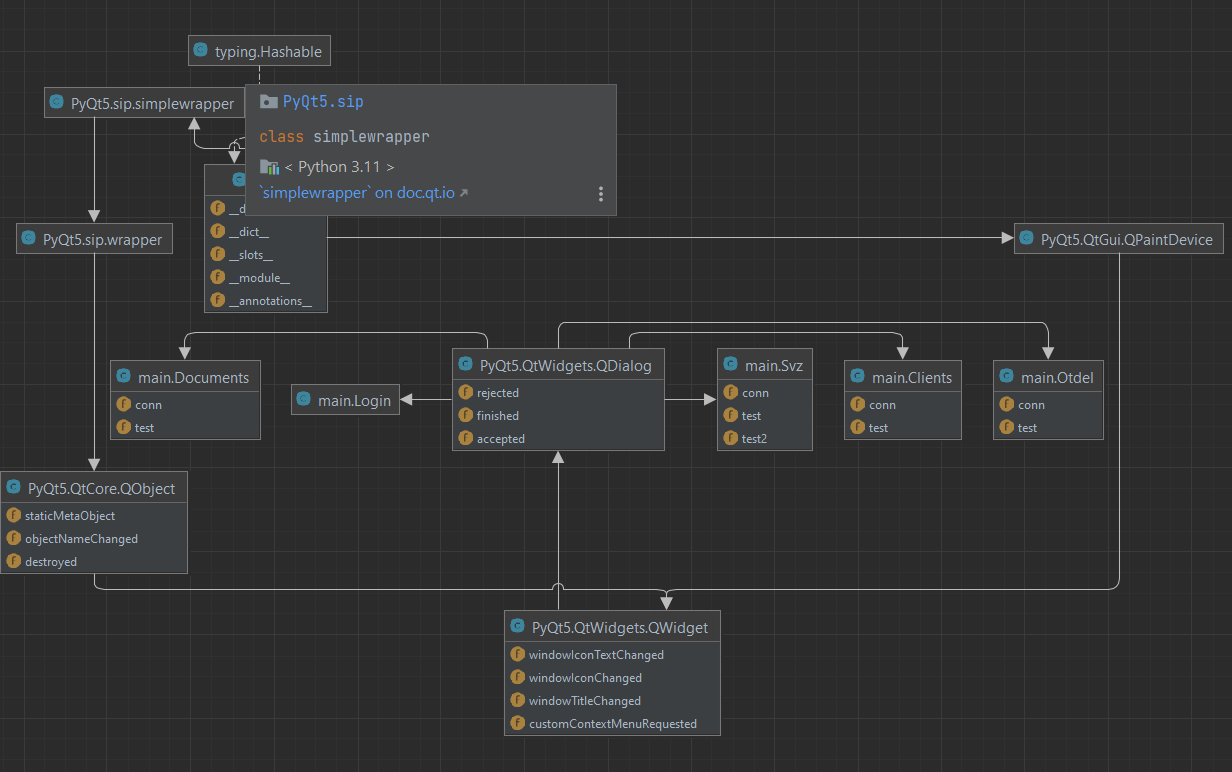 typing.Hashable
PyQt5.sip.simplewrapper
PyQt5.sip
class simplewrapper
< Python 3.11 >
`simplewrapper` on doc.qt.io
__dict__
__slots__
__module__
__annotations__
PyQt5.sip.wrapper
PyQt5.QtGui.QPaintDevice
main.Documents
conn
test
main.Login
PyQt5.QtWidgets.QDialog
rejected
finished
accepted
main.Svz
conn
test
test2
main.Clients
conn
test
main.Otdel
conn
test
PyQt5.QtCore.QObject
staticMetaObject
objectNameChanged
destroyed
PyQt5.QtWidgets.QWidget
windowIconTextChanged
windowIconChanged
windowTitleChanged
customContextMenuRequested